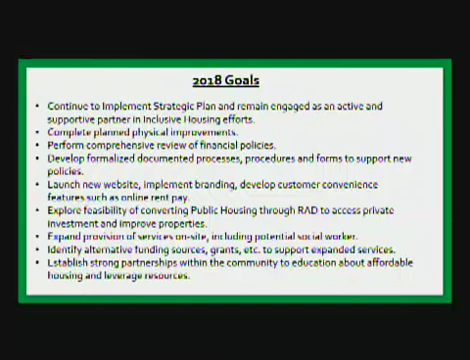 2018 Goals
• Continue to Implement Strategic Plan and remain engaged as an active and
supportive partner in Inclusive Housing efforts.
• Complete planned physical improvements.
• Perform comprehensive review of financial policies.
• Develop formalized documented processes, procedures and forms to support new
policies.
• Launch new website, implement branding, develop customer convenience
features such as online rent pay.
• Explore feasibility of converting Public Housing through RAD to access private
investment and improve properties.
• Expand provision of services on-site, including potential social worker.
• Identify alternative funding sources, grants, etc. to support expanded services.
• Establish strong partnerships within the community to education about affordable
housing and leverage resources.